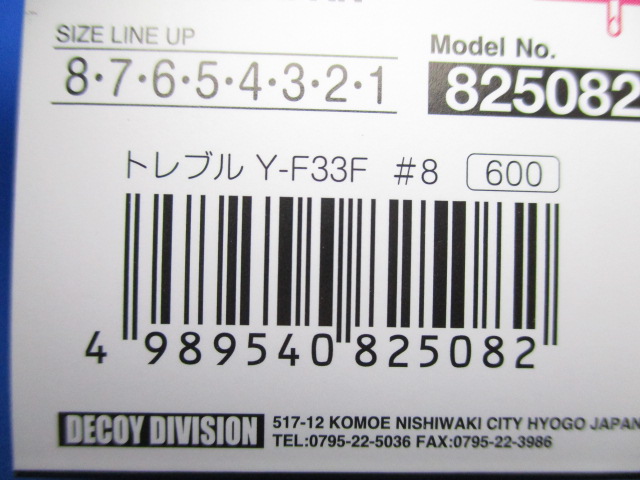 SIZE LINE UP
8・7・6・5・4・3・2・1
Model No.
825082
トレブル Y-F33F #8 600
4 989540 825082
DECOY DIVISION
517-12 KOMOE NISHIWAKI CITY HYOGO JAPAN
TEL:0795-22-5036 FAX:0795-22-3986